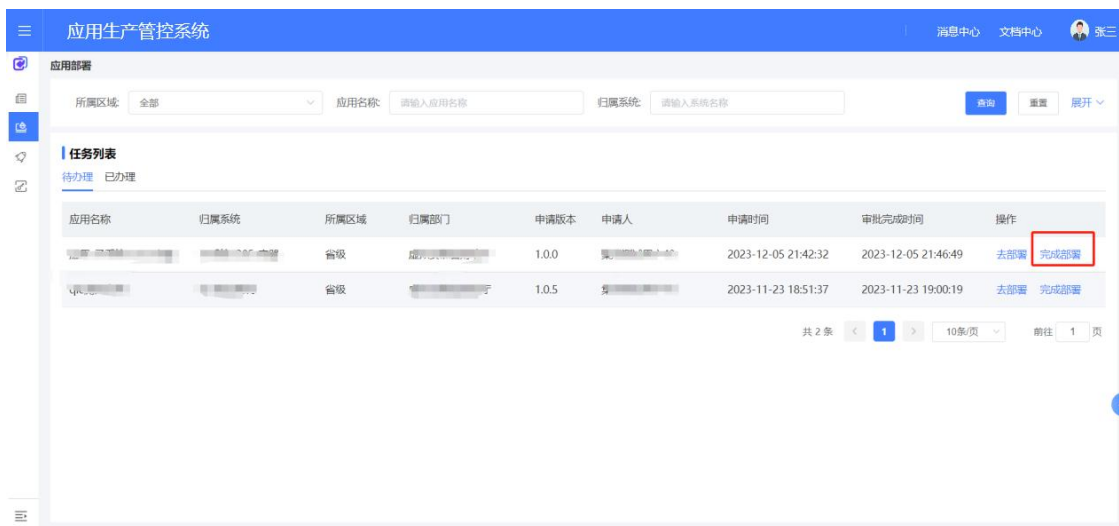 应用生产管控系统 消息中心 文档中心 张三
应用部署
所属区域: 全部 应用名称: 请输入应用名称 归属系统: 请输入系统名称 查询 重置 展开
任务列表
待办理 已办理
应用名称 归属系统 所属区域 归属部门 申请版本 申请人 申请时间 审批完成时间 操作
省级 1.0.0 2023-12-05 21:42:32 2023-12-05 21:46:49 去部署 完成部署
省级 1.0.5 2023-11-23 18:51:37 2023-11-23 19:00:19 去部署 完成部署
共 2 条 1 10条/页 前往 1 页